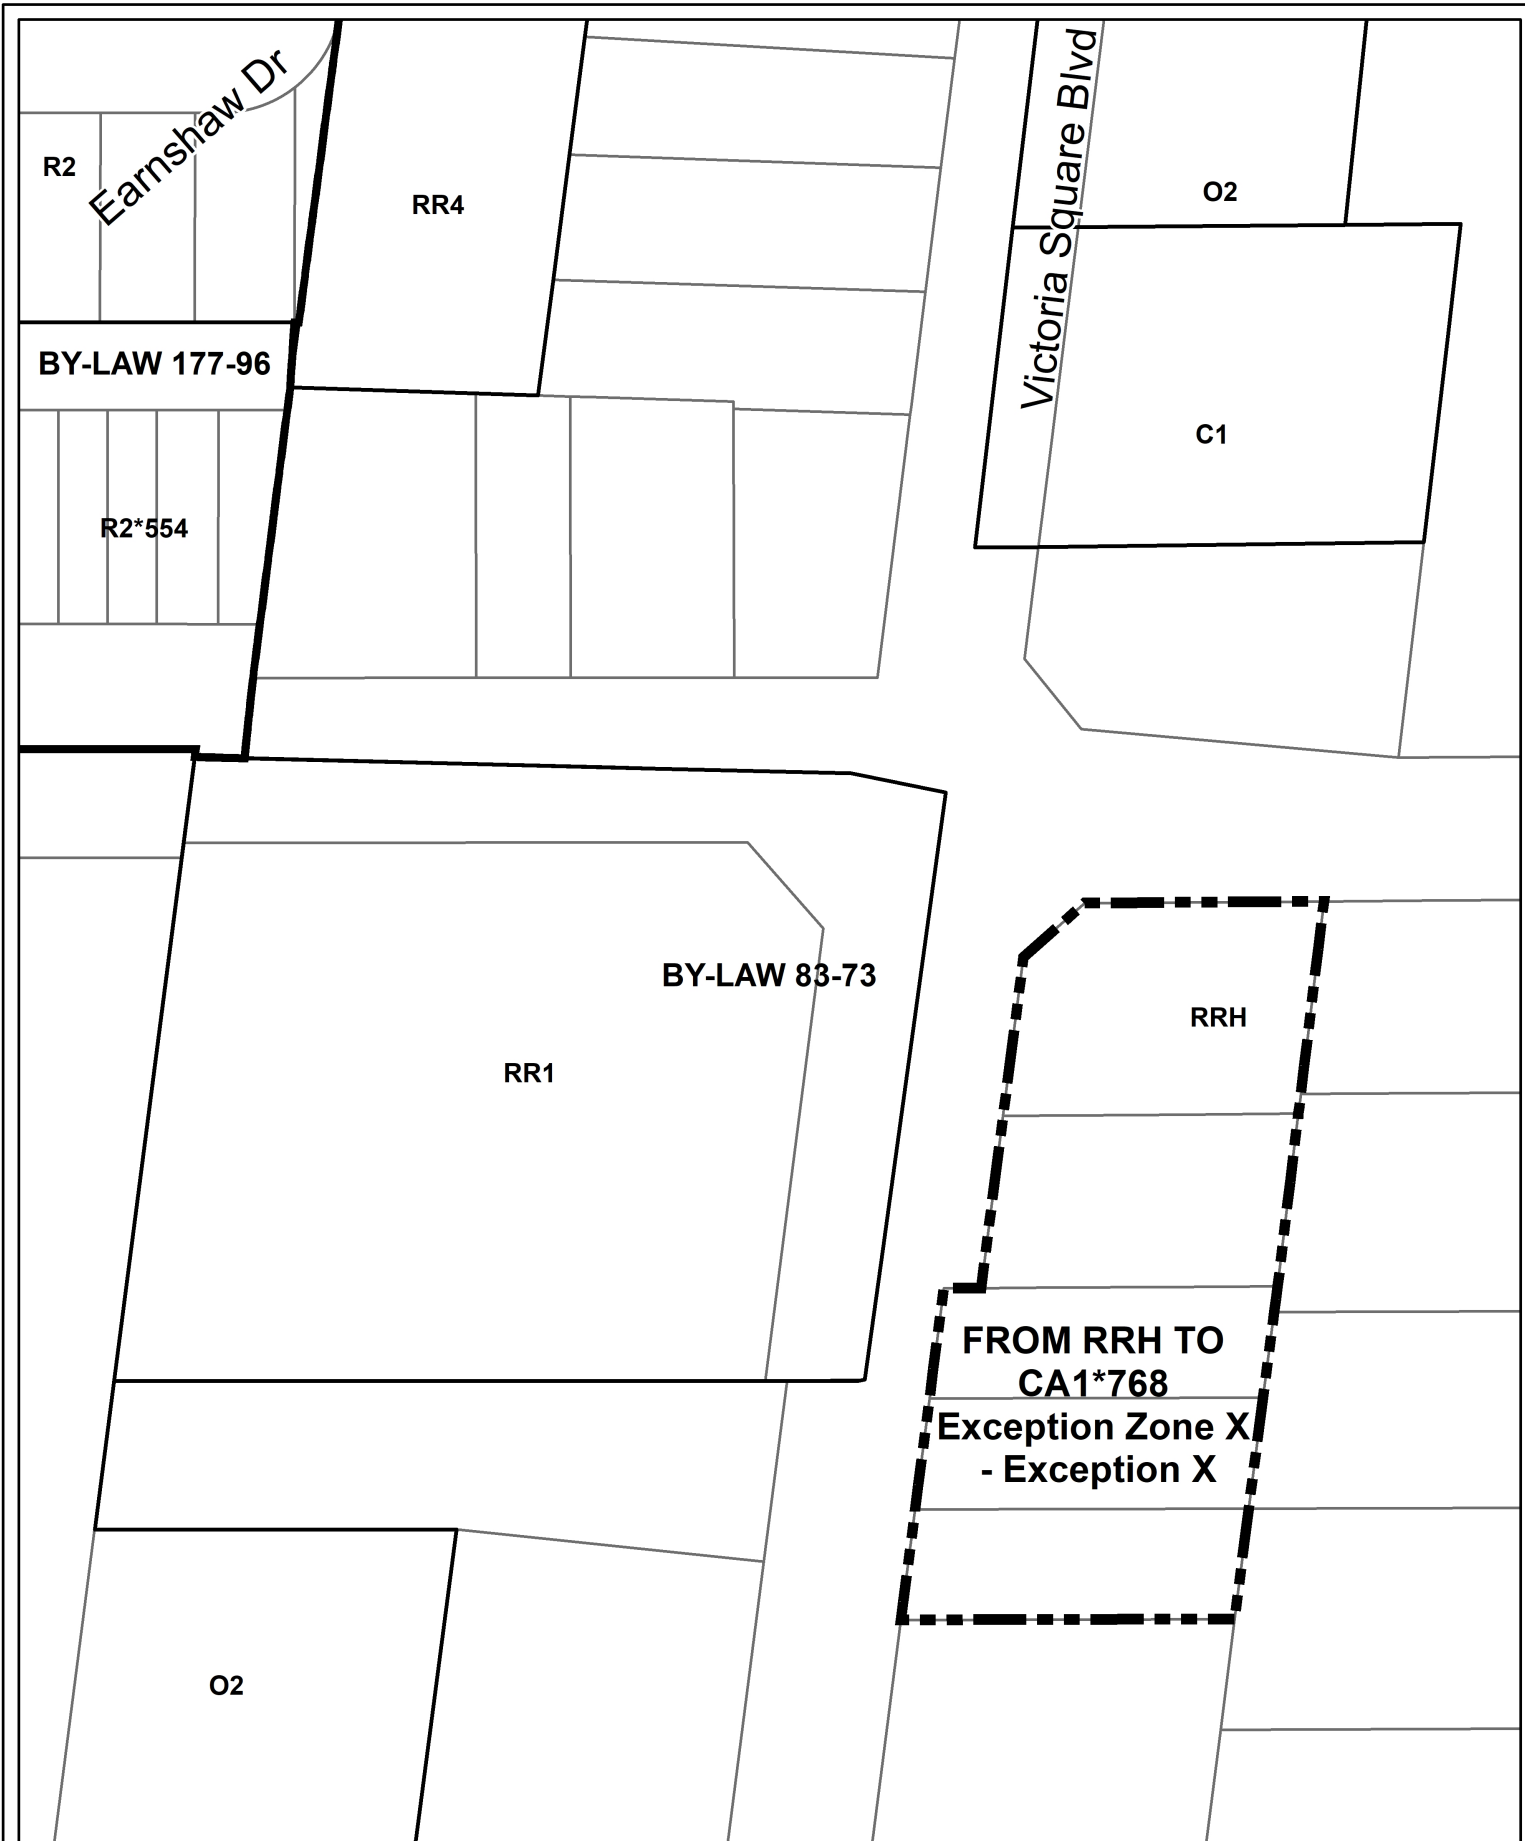 Earnshaw Dr
Victoria Square Blvd
R2
RR4
O2
BY-LAW 177-96
C1
R2*554
BY-LAW 83-73
RRH
RR1
FROM RRH TO
CA1*768
Exception Zone X
- Exception X
O2